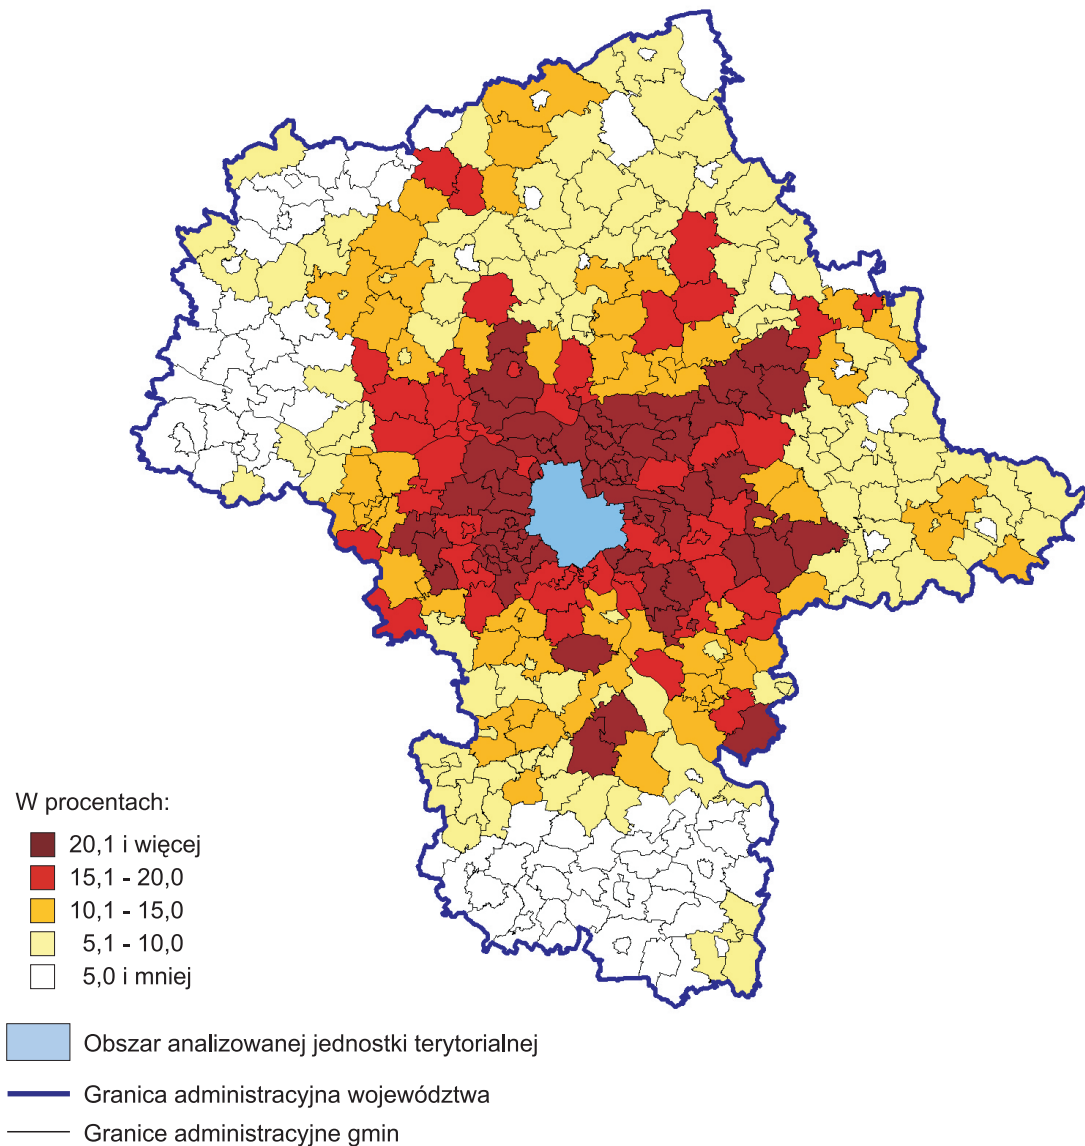 W procentach:
20,1 i więcej
15,1 - 20,0
10,1 - 15,0
5,1 - 10,0
5,0 i mniej
Obszar analizowanej jednostki terytorialnej
Granica administracyjna województwa
Granice administracyjne gmin